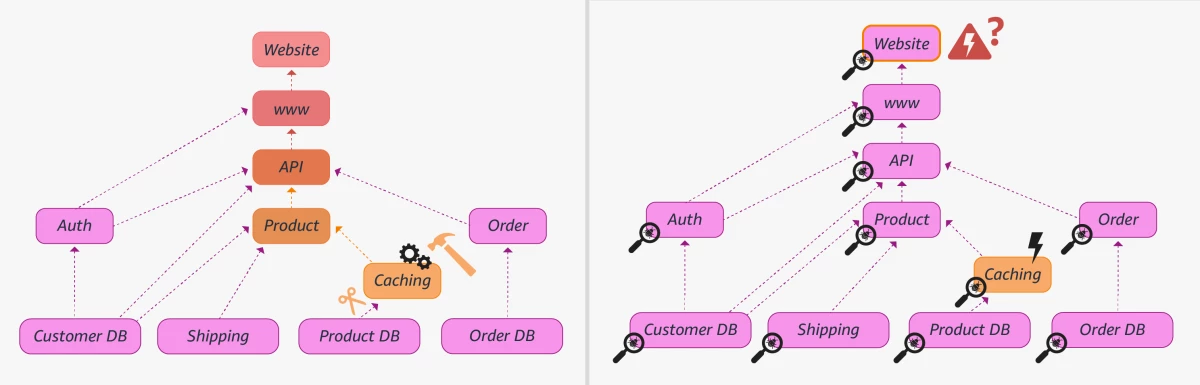 Website
www
API
Auth
Product
Order
Caching
Customer DB
Shipping
Product DB
Order DB
Website
?
www
API
Auth
Product
Order
Caching
Customer DB
Shipping
Product DB
Order DB